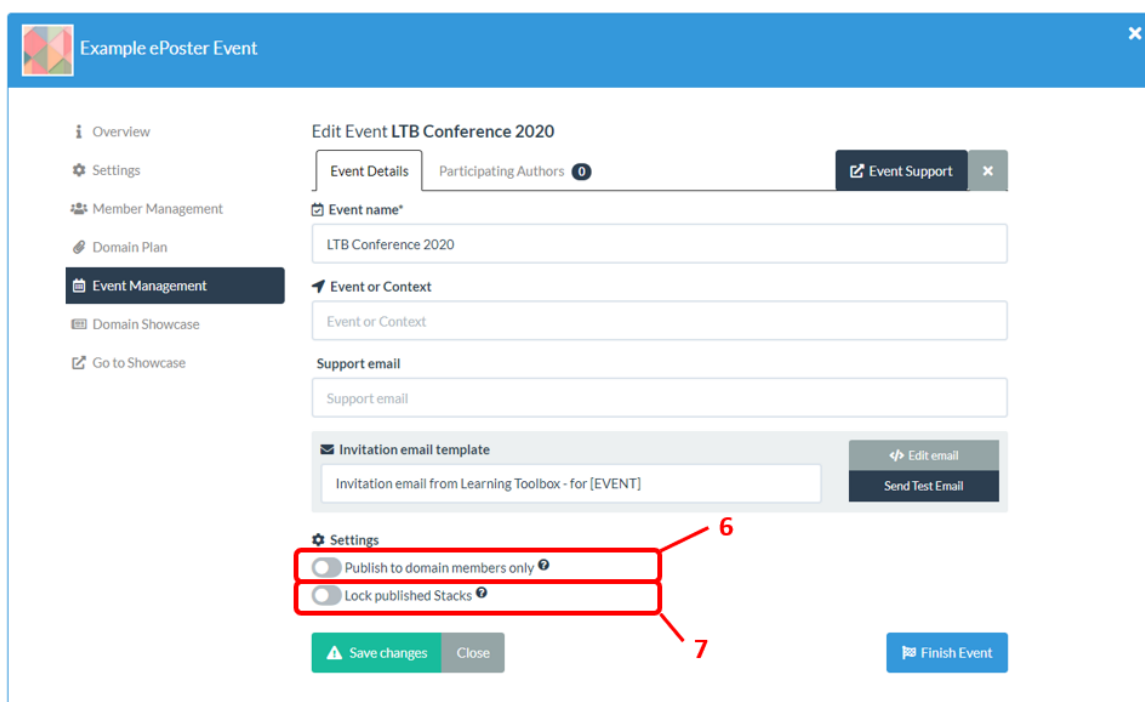 Example ePoster Event
Overview
Settings
Member Management
Domain Plan
Event Management
Domain Showcase
Go to Showcase
Edit Event LTB Conference 2020
Event Details
Participating Authors 0
Event Support
Event name*
LTB Conference 2020
Event or Context
Event or Context
Support email
Support email
Invitation email template
Invitation email from Learning Toolbox - for [EVENT]
</> Edit email
Send Test Email
Settings
6
Publish to domain members only ?
Lock published Stacks ?
7
Save changes
Close
Finish Event